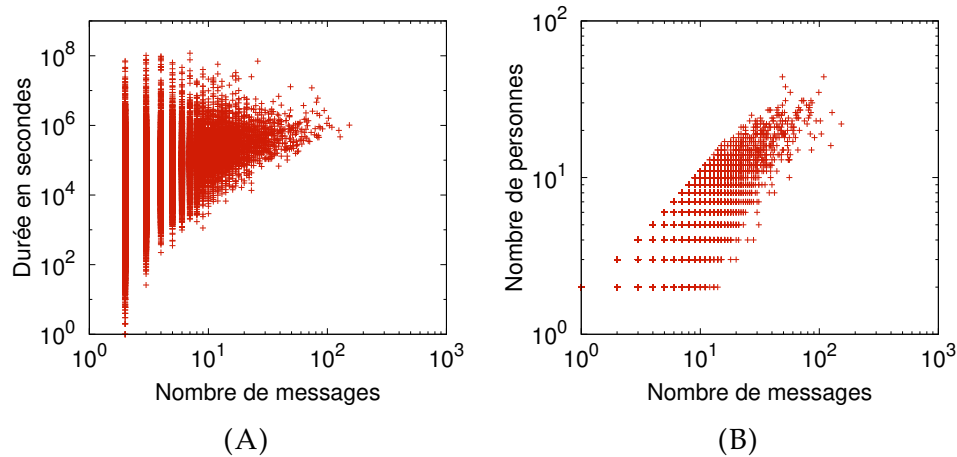 10^8
10^6
10^4
10^2
10^0
Durée en secondes
10^0 10^1 10^2 10^3
Nombre de messages
(A)
10^2
10^1
10^0
Nombre de personnes
10^0 10^1 10^2 10^3
Nombre de messages
(B)